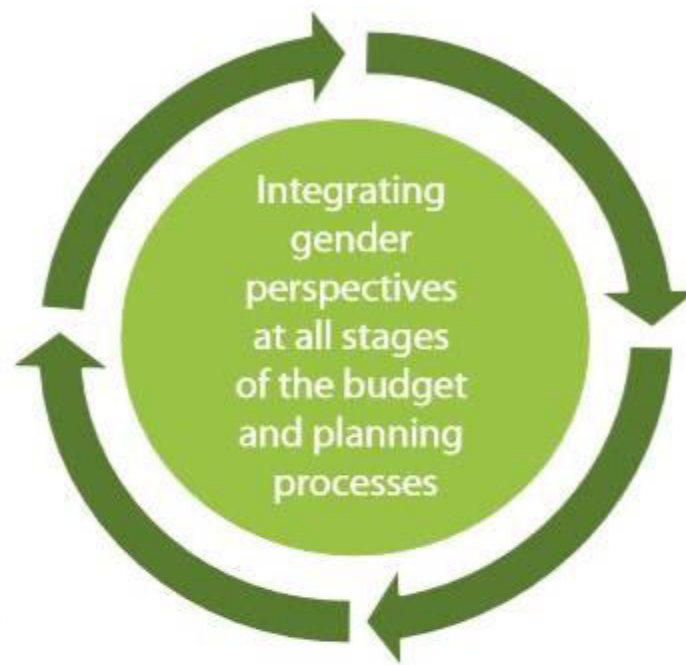 Integrating
gender
perspectives
at all stages
of the budget
and planning
processes